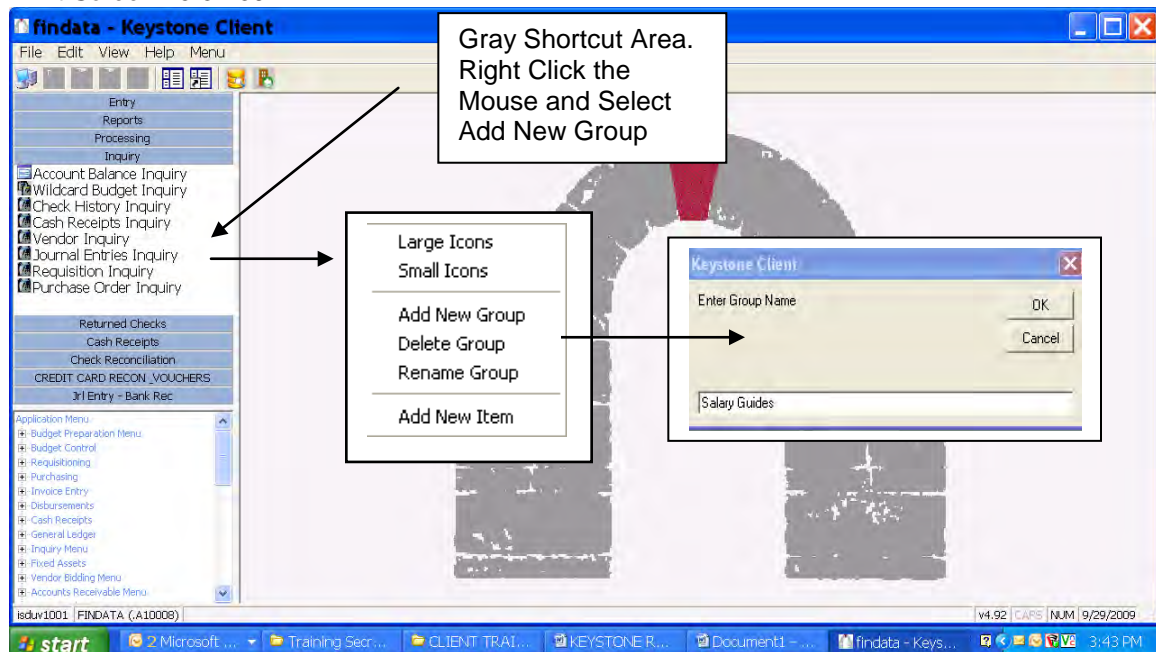 findata - Keystone Client
File Edit View Help Menu
Gray Shortcut Area.
Right Click the
Mouse and Select
Add New Group
Entry
Reports
Processing
Inquiry
Account Balance Inquiry
Wildcard Budget Inquiry
Check History Inquiry
Cash Receipts Inquiry
Vendor Inquiry
Journal Entries Inquiry
Requisition Inquiry
Purchase Order Inquiry
Returned Checks
Cash Receipts
Check Reconciliation
CREDIT CARD RECON _VOUCHERS
Jrl Entry - Bank Rec
Large Icons
Small Icons
Add New Group
Delete Group
Rename Group
Add New Item
Keystone Client
Enter Group Name
OK
Cancel
Salary Guides
Application Menu
Budget Preparation Menu
Budget Control
Requisitioning
Purchasing
Invoice Entry
Disbursements
Cash Receipts
General Ledger
Inquiry Menu
Fixed Assets
Vendor Bidding Menu
Accounts Receivable Menu
isduv1001 FINDATA (.A10008) v4.92 CAPS NUM 9/29/2009
start 2 Microsoft ... Training Secr... CLIENT TRAI... KEYSTONE R... Document1 - ... findata - Keys... 3:43 PM